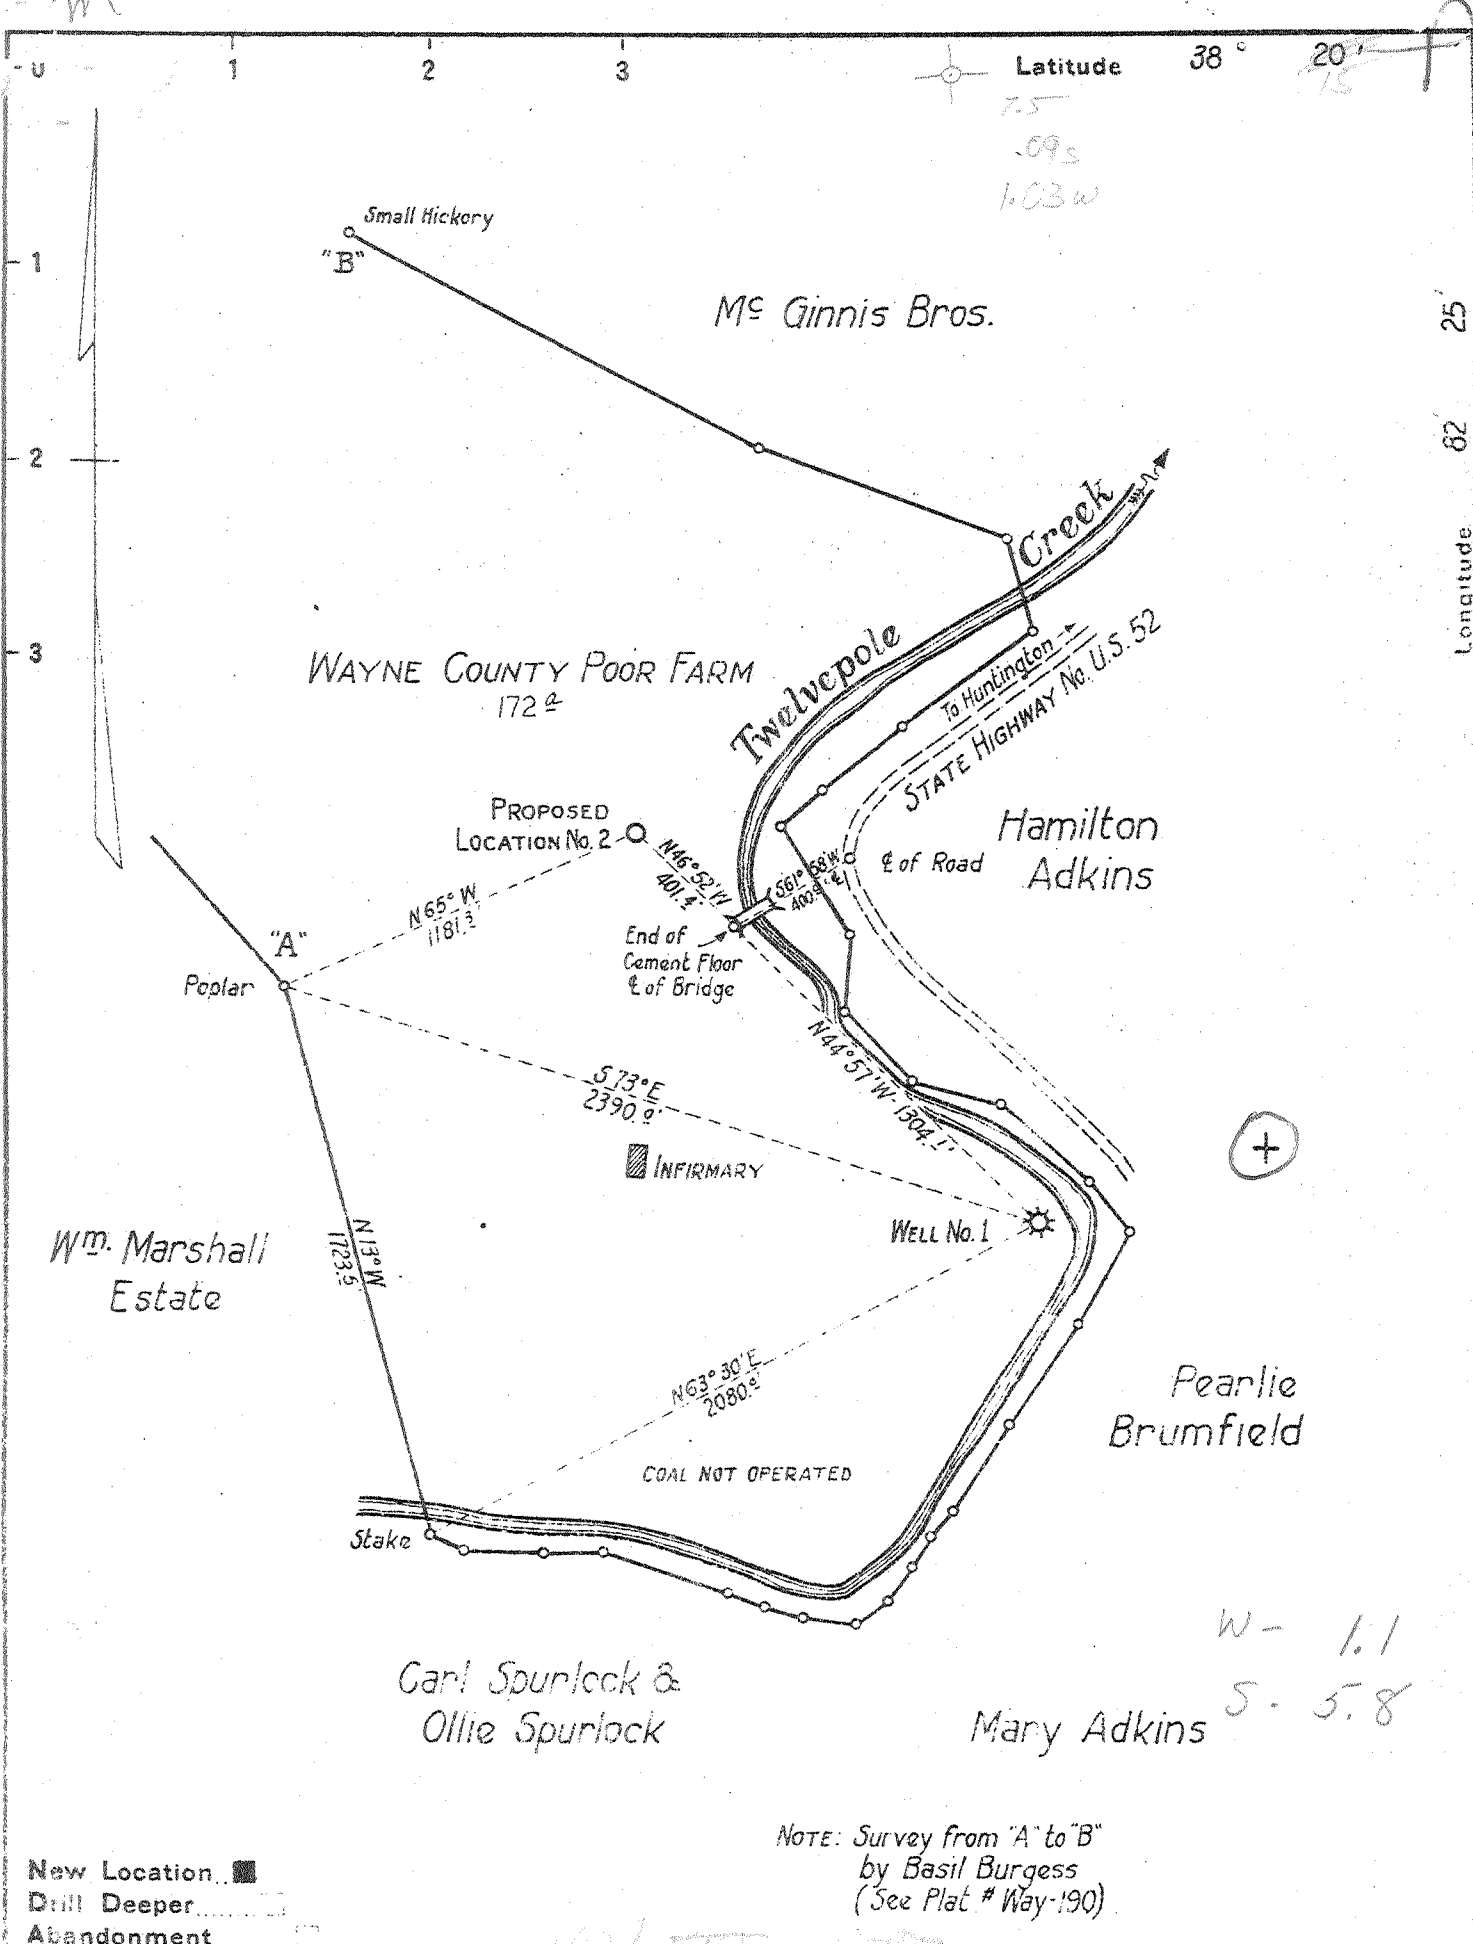 0 1 2 3 Latitude 38° 20'
15
7.5
.09s
1.03w
Small Hickory
"B"
1
Mc Ginnis Bros.
25'
82°
Longitude
2
Creek
Twelvepole
3
WAYNE COUNTY POOR FARM
172 a
To Huntington
STATE HIGHWAY No. U.S. 52
PROPOSED
LOCATION No. 2
Hamilton
Adkins
N46°52'W
401.4'
S61°58'W
400.9'
℄ of Road
N65°W
1181.3'
"A"
Poplar
End of
Cement Floor
℄ of Bridge
N44°57'W-1304.1'
S73°E
2390.0'
INFIRMARY
WELL No. 1
+
Wm. Marshall
Estate
N13°W
1723.5
N63°30'E
2080.0'
Pearlie
Brumfield
COAL NOT OPERATED
Stake
W - 1.1
S. 5.8
Carl Spurlock &
Ollie Spurlock
Mary Adkins
NOTE: Survey from "A" to "B"
by Basil Burgess
(See Plat # Way-190)
New Location
Drill Deeper
Abandonment